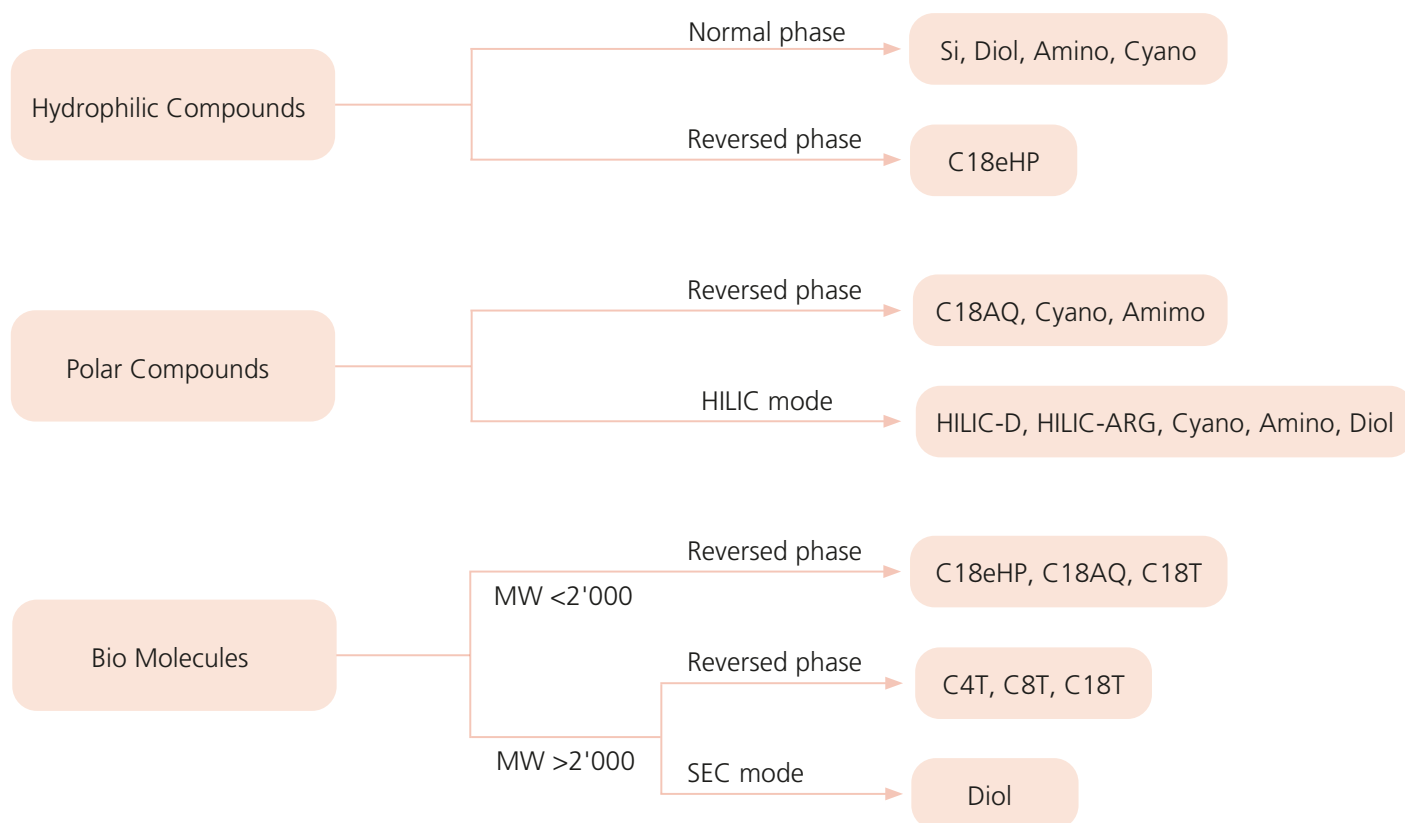 Normal phase
Si, Diol, Amino, Cyano
Hydrophilic Compounds
Reversed phase
C18eHP
Reversed phase
C18AQ, Cyano, Amimo
Polar Compounds
HILIC mode
HILIC-D, HILIC-ARG, Cyano, Amino, Diol
Reversed phase
C18eHP, C18AQ, C18T
MW <2'000
Bio Molecules
Reversed phase
C4T, C8T, C18T
MW >2'000
SEC mode
Diol